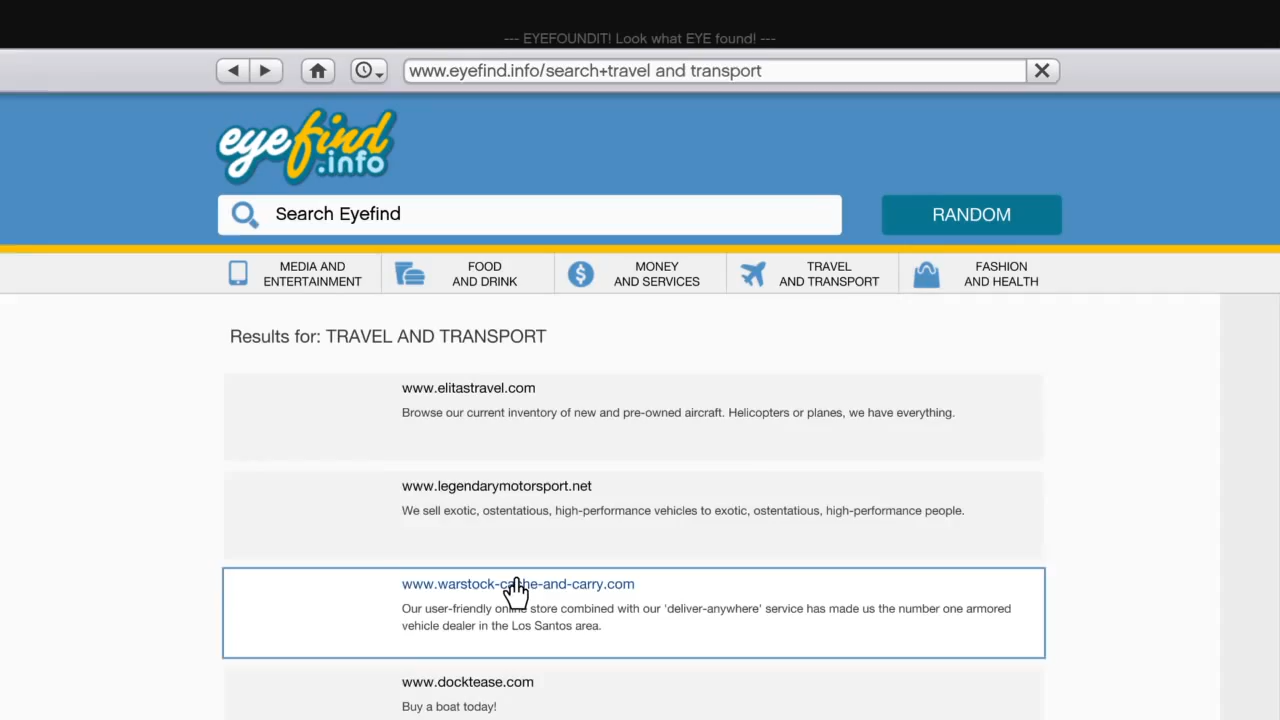 --- EYEFOUNDIT! Look what EYE found! ---
www.eyefind.info/search+travel and transport
eyefind
.info
Search Eyefind
RANDOM
MEDIA AND
ENTERTAINMENT
FOOD
AND DRINK
MONEY
AND SERVICES
TRAVEL
AND TRANSPORT
FASHION
AND HEALTH
Results for: TRAVEL AND TRANSPORT
www.elitastravel.com
Browse our current inventory of new and pre-owned aircraft. Helicopters or planes, we have everything.
www.legendarymotorsport.net
We sell exotic, ostentatious, high-performance vehicles to exotic, ostentatious, high-performance people.
www.warstock-cache-and-carry.com
Our user-friendly online store combined with our 'deliver-anywhere' service has made us the number one armored
vehicle dealer in the Los Santos area.
www.docktease.com
Buy a boat today!